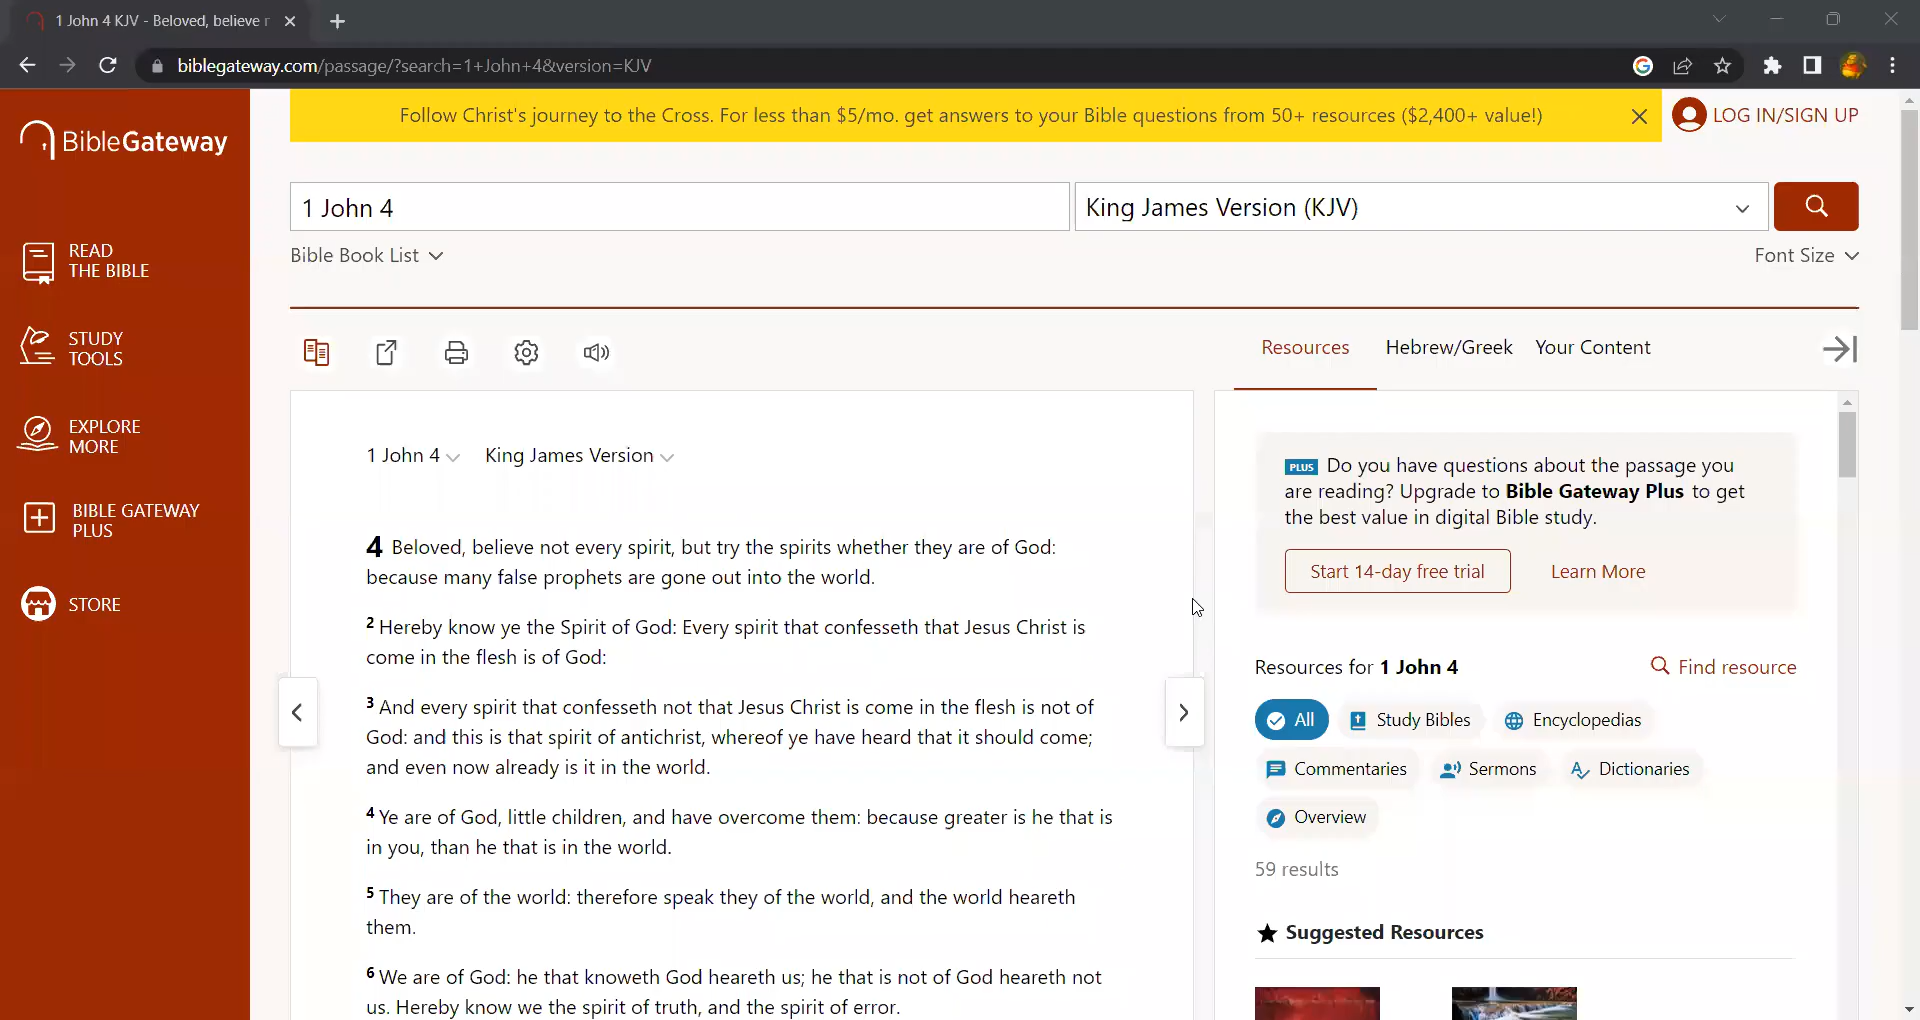 1 John 4 KJV - Beloved, believe
biblegateway.com/passage/?search=1+John+4&version=KJV
BibleGateway
Follow Christ's journey to the Cross. For less than $5/mo. get answers to your Bible questions from 50+ resources ($2,400+ value!)
LOG IN/SIGN UP
1 John 4
King James Version (KJV)
Bible Book List
Font Size
READ
THE BIBLE
STUDY
TOOLS
EXPLORE
MORE
BIBLE GATEWAY
PLUS
STORE
Resources
Hebrew/Greek
Your Content
1 John 4
King James Version
4 Beloved, believe not every spirit, but try the spirits whether they are of God:
because many false prophets are gone out into the world.
2 Hereby know ye the Spirit of God: Every spirit that confesseth that Jesus Christ is
come in the flesh is of God:
3 And every spirit that confesseth not that Jesus Christ is come in the flesh is not of
God: and this is that spirit of antichrist, whereof ye have heard that it should come;
and even now already is it in the world.
4 Ye are of God, little children, and have overcome them: because greater is he that is
in you, than he that is in the world.
5 They are of the world: therefore speak they of the world, and the world heareth
them.
6 We are of God: he that knoweth God heareth us; he that is not of God heareth not
us. Hereby know we the spirit of truth, and the spirit of error.
PLUS Do you have questions about the passage you
are reading? Upgrade to Bible Gateway Plus to get
the best value in digital Bible study.
Start 14-day free trial
Learn More
Resources for 1 John 4
Find resource
All
Study Bibles
Encyclopedias
Commentaries
Sermons
Dictionaries
Overview
59 results
Suggested Resources